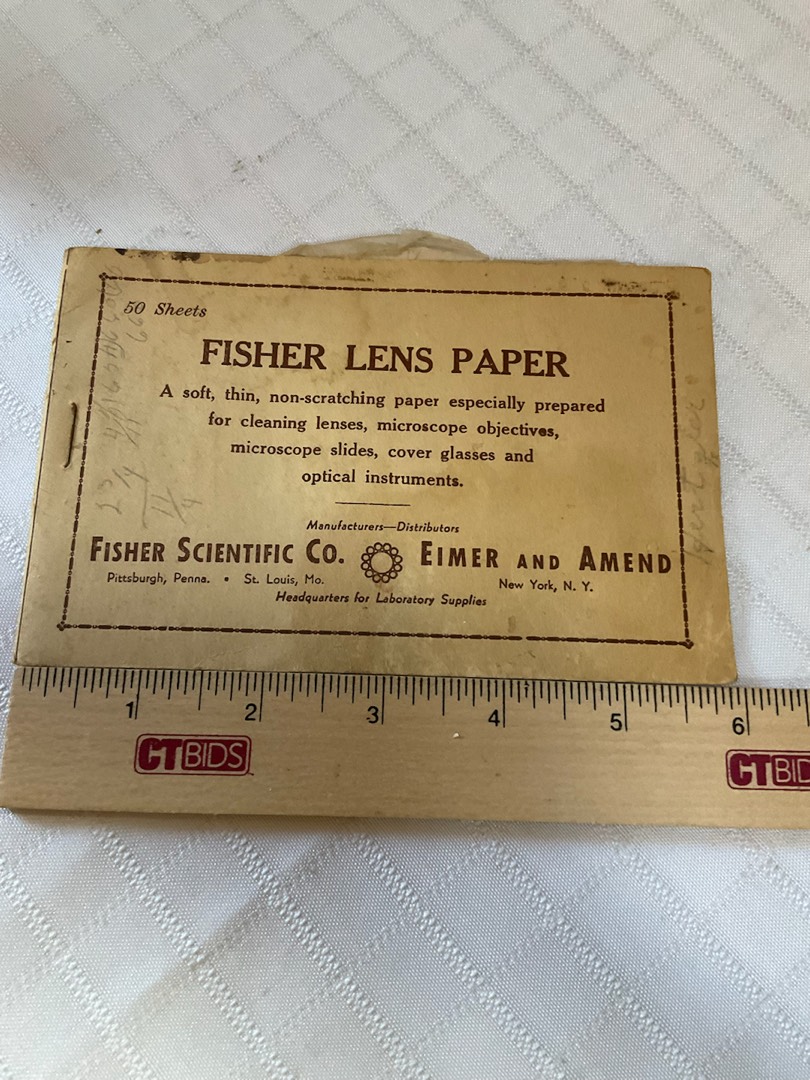 50 Sheets
FISHER LENS PAPER
A soft, thin, non-scratching paper especially prepared
for cleaning lenses, microscope objectives,
microscope slides, cover glasses and
optical instruments.
Manufacturers—Distributors
FISHER SCIENTIFIC CO. EIMER AND AMEND
Pittsburgh, Penna. • St. Louis, Mo. New York, N. Y.
Headquarters for Laboratory Supplies
1 2 3 4 5 6
CTBIDS CTBID